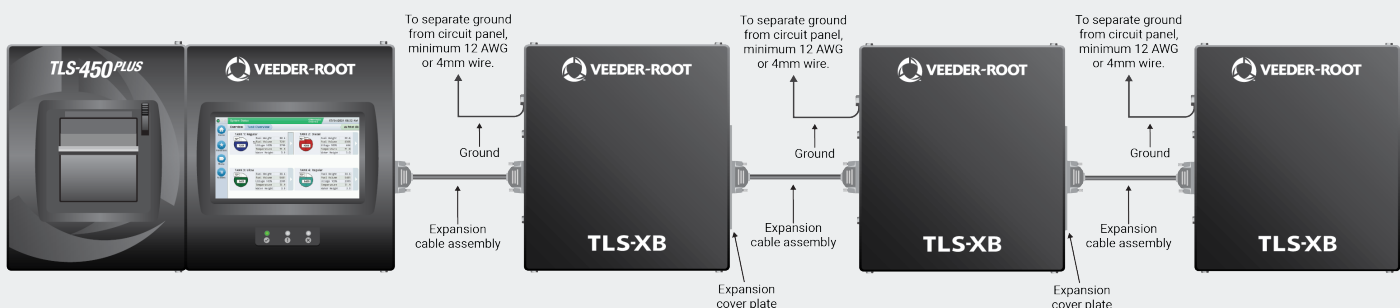 To separate ground
from circuit panel,
minimum 12 AWG
or 4mm wire.
To separate ground
from circuit panel,
minimum 12 AWG
or 4mm wire.
To separate ground
from circuit panel,
minimum 12 AWG
or 4mm wire.
TLS-450PLUS
VEEDER-ROOT
VEEDER-ROOT
VEEDER-ROOT
VEEDER-ROOT
Ground
Ground
Ground
Expansion
cable assembly
Expansion
cable assembly
Expansion
cable assembly
TLS-XB
TLS-XB
TLS-XB
Expansion
cover plate
Expansion
cover plate